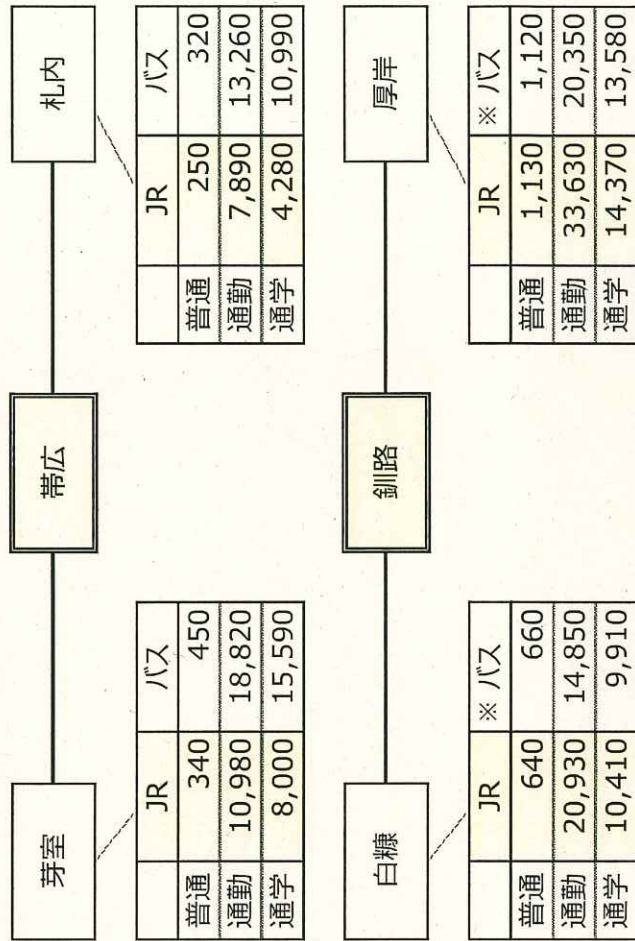 芽室 帯広 札内
JR バス
普通 340 450
通勤 10,980 18,820
通学 8,000 15,590
JR バス
普通 250 320
通勤 7,890 13,260
通学 4,280 10,990
白糠 釧路 厚岸
JR ※ バス
普通 640 660
通勤 20,930 14,850
通学 10,410 9,910
JR ※ バス
普通 1,130 1,120
通勤 33,630 20,350
通学 14,370 13,580